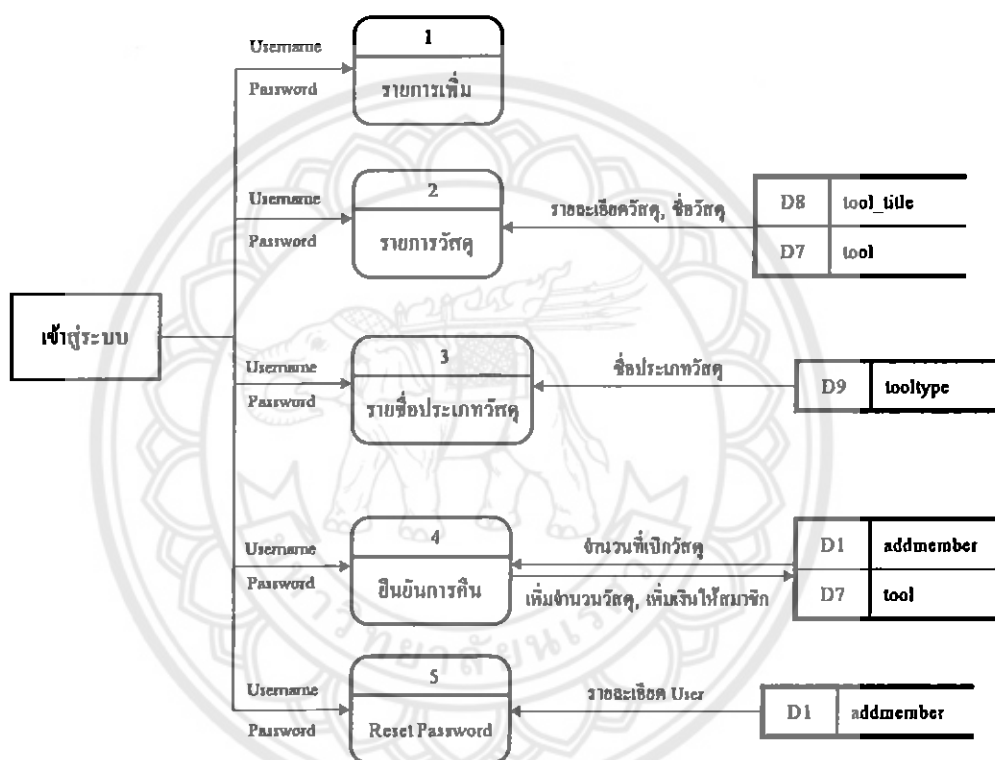 Username
Password
1
รายการเพิ่ม
Username
Password
2
รายการวัสดุ
รายละเอียดวัสดุ, ชื่อวัสดุ
D8 tool_title
D7 tool
เข้าสู่ระบบ
Username
Password
3
รายชื่อประเภทวัสดุ
ชื่อประเภทวัสดุ
D9 tooltype
Username
Password
4
ยืนยันการคืน
จำนวนที่เบิกวัสดุ
เพิ่มจำนวนวัสดุ, เพิ่มเงินให้สมาชิก
D1 addmember
D7 tool
Username
Password
5
Reset Password
รายละเอียด User
D1 addmember